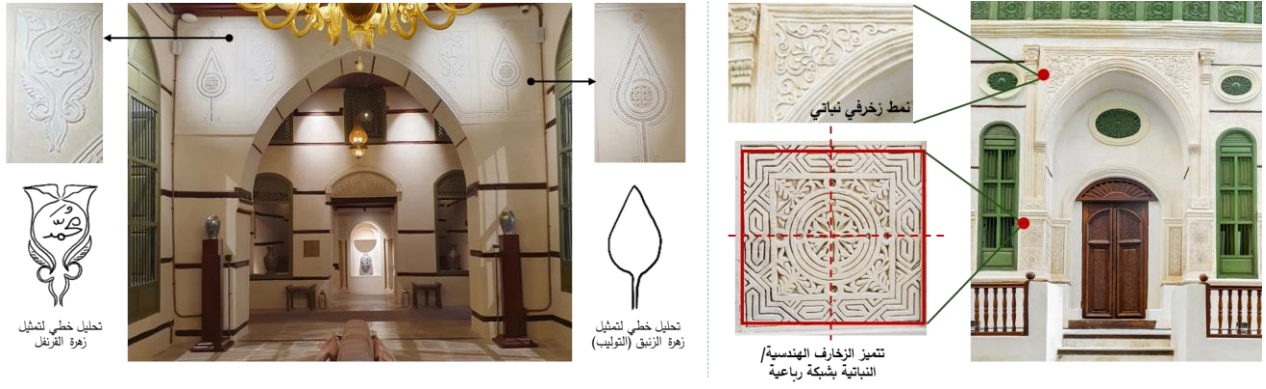 محمد
تحليل خطي لتمثيل
زهرة القرنفل
تحليل خطي لتمثيل
زهرة الزنبق (التوليب)
نمط زخرفي نباتي
تتميز الزخارف الهندسية/
النباتية بشبكة رباعية